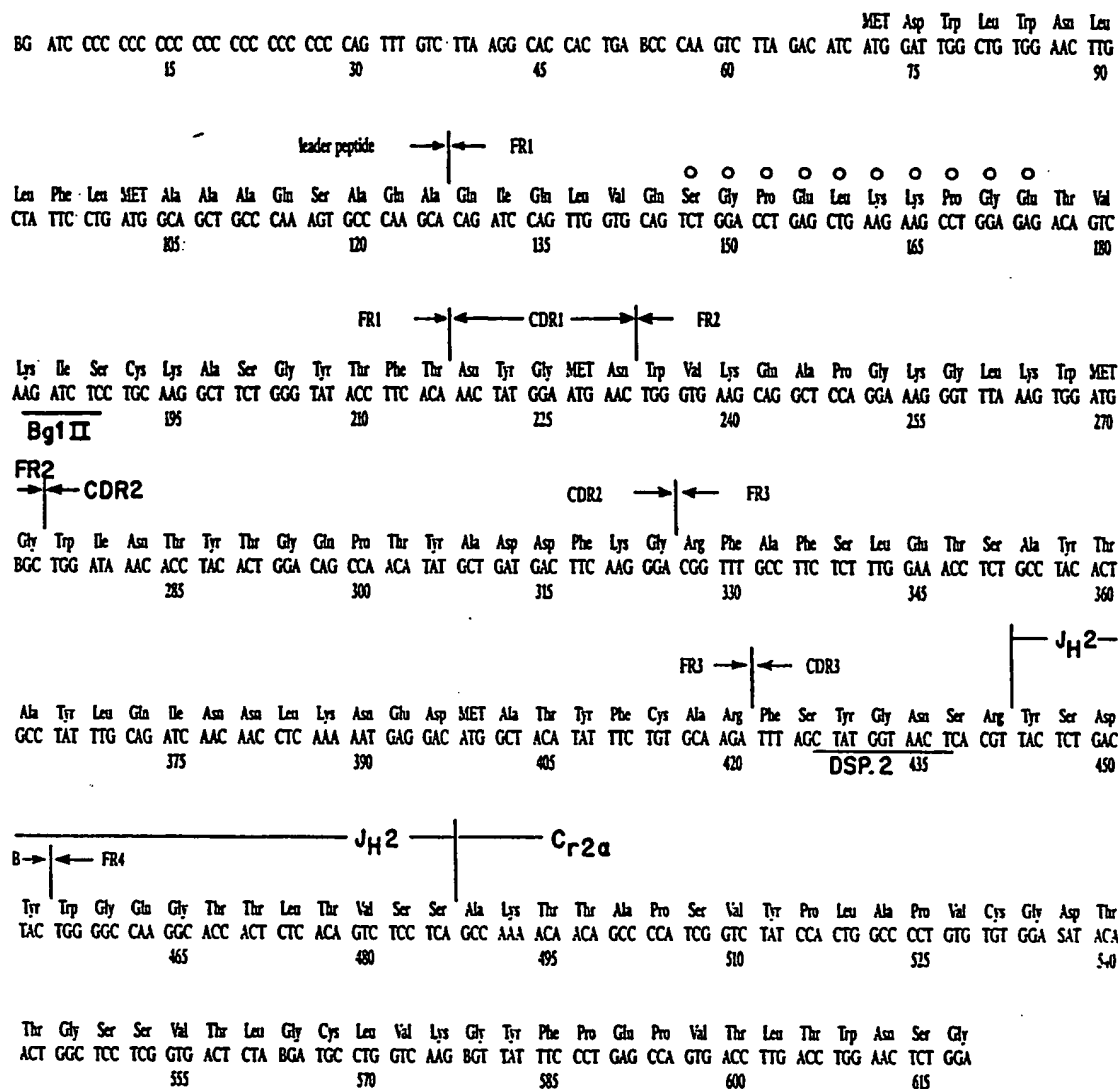 MET Asp Trp Leu Trp Asn Leu
BG ATC CCC CCC CCC CCC CCC CCC CCC CAG TTT GTC TTA AGG CAC CAC TGA BCC CAA GTC TTA GAC ATC ATG GAT TGG CTG TGG AAC TTG
15 30 45 60 75 90
leader peptide FR1
o o o o o o o o o o
Leu Phe Leu MET Ala Ala Ala Gln Ser Ala Gln Ala Gln Ile Gln Leu Val Gln Ser Gly Pro Glu Leu Lys Lys Pro Gly Glu Thr Val
CTA TTC CTG ATG GCA GCT GCC CAA AGT GCC CAA GCA CAG ATC CAG TTG GTG CAG TCT GGA CCT GAG CTG AAG AAG CCT GGA GAG ACA GTC
105 120 135 150 165 180
FR1 CDR1 FR2
Lys Ile Ser Cys Lys Ala Ser Gly Tyr Thr Phe Thr Asn Tyr Gly MET Asn Trp Val Lys Gln Ala Pro Gly Lys Gly Leu Lys Trp MET
AAG ATC TCC TGC AAG GCT TCT GGG TAT ACC TTC ACA AAC TAT GGA ATG AAC TGG GTG AAG CAG GCT CCA GGA AAG GGT TTA AAG TGG ATG
195 210 225 240 255 270
Bg1 II
FR2 CDR2 CDR2 FR3
Gly Trp Ile Asn Thr Tyr Thr Gly Gln Pro Thr Tyr Ala Asp Asp Phe Lys Gly Arg Phe Ala Phe Ser Leu Glu Thr Ser Ala Tyr Thr
BGC TGG ATA AAC ACC TAC ACT GGA CAG CCA ACA TAT GCT GAT GAC TTC AAG GGA CGG TTT GCC TTC TCT TTG GAA ACC TCT GCC TAC ACT
285 300 315 330 345 360
JH2
FR3 CDR3
Ala Tyr Leu Gln Ile Asn Asn Leu Lys Asn Glu Asp MET Ala Thr Tyr Phe Cys Ala Arg Phe Ser Tyr Gly Asn Ser Arg Tyr Ser Asp
GCC TAT TTG CAG ATC AAC AAC CTC AAA AAT GAG GAC ATG GCT ACA TAT TTC TGT GCA AGA TTT AGC TAT GGT AAC TCA CGT TAC TCT GAC
375 390 405 420 435 450
DSP.2
JH2 Cr2a
B FR4
Tyr Trp Gly Gln Gly Thr Thr Leu Thr Val Ser Ser Ala Lys Thr Thr Ala Pro Ser Val Tyr Pro Leu Ala Pro Val Cys Gly Asp Thr
TAC TGG GGC CAA GGC ACC ACT CTC ACA GTC TCC TCA GCC AAA ACA ACA GCC CCA TCG GTC TAT CCA CTG GCC CCT GTG TGT GGA SAT ACA
465 480 495 510 525 540
Thr Gly Ser Ser Val Thr Leu Gly Cys Leu Val Lys Gly Tyr Phe Pro Glu Pro Val Thr Leu Thr Trp Asn Ser Gly
ACT GGC TCC TCG GTG ACT CTA BGA TGC CTG GTC AAG BGT TAT TTC CCT GAG CCA GTG ACC TTG ACC TGG AAC TCT GGA
555 570 585 600 615